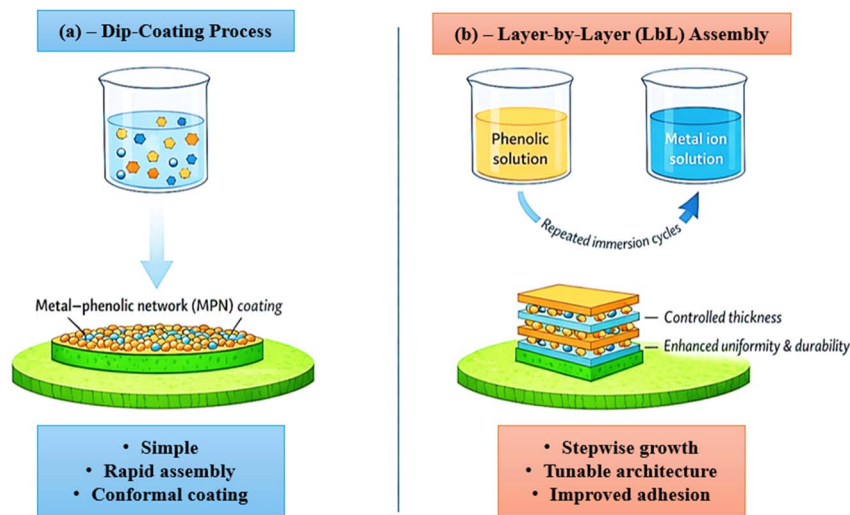 (a) – Dip-Coating Process
Metal–phenolic network (MPN) coating
• Simple
• Rapid assembly
• Conformal coating
(b) – Layer-by-Layer (LbL) Assembly
Phenolic
solution
Metal ion
solution
Repeated immersion cycles
Controlled thickness
Enhanced uniformity & durability
• Stepwise growth
• Tunable architecture
• Improved adhesion